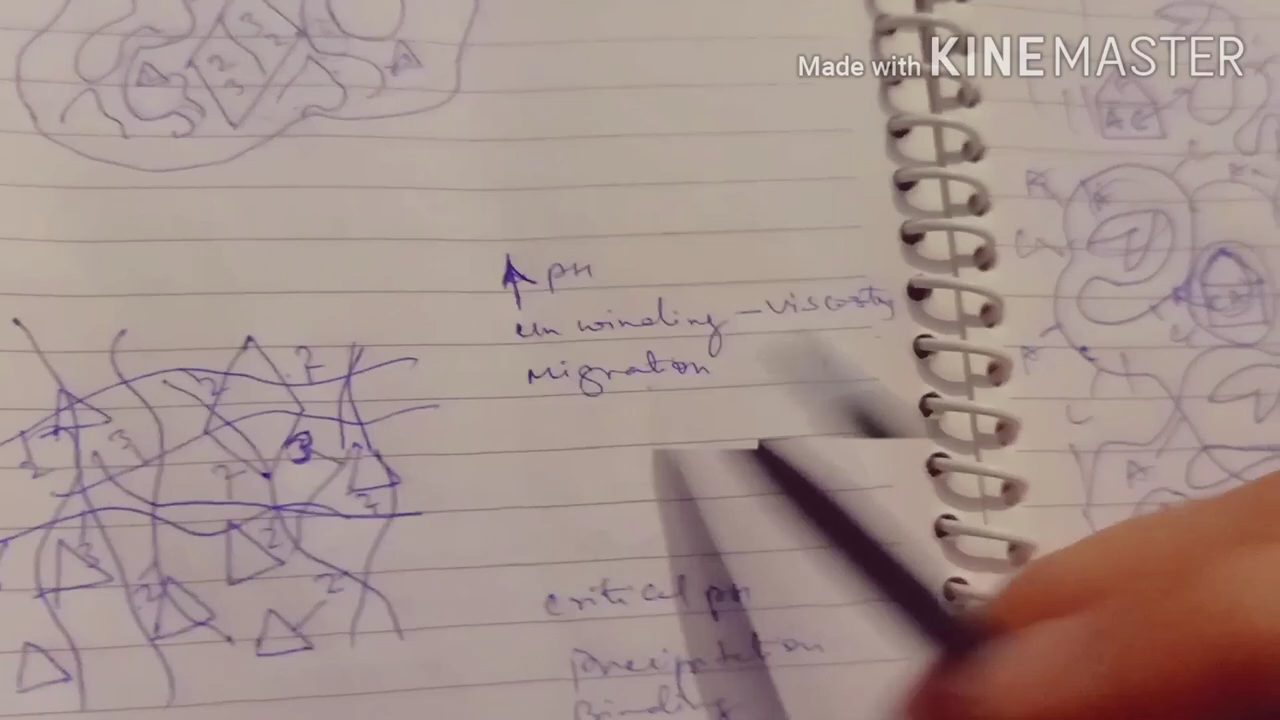 Made with KINEMASTER
↑ pH
un winding - viscosity
Migration
critical pH
Precipitation
Binding